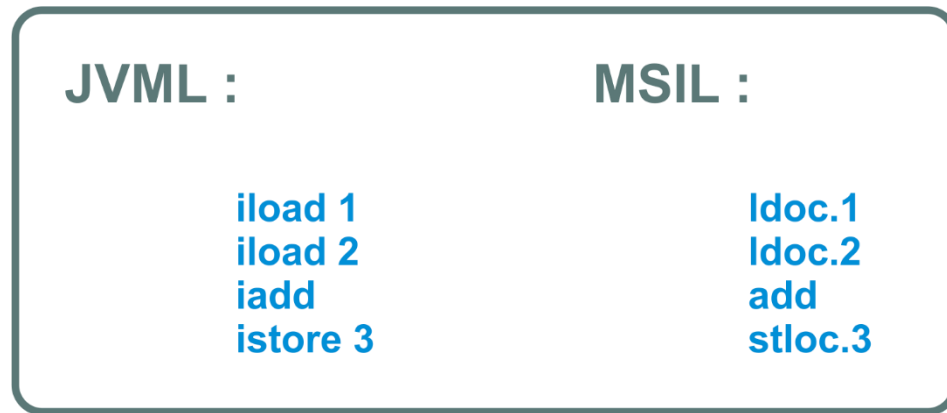 JVML :
MSIL :
iload 1
iload 2
iadd
istore 3
ldoc.1
ldoc.2
add
stloc.3